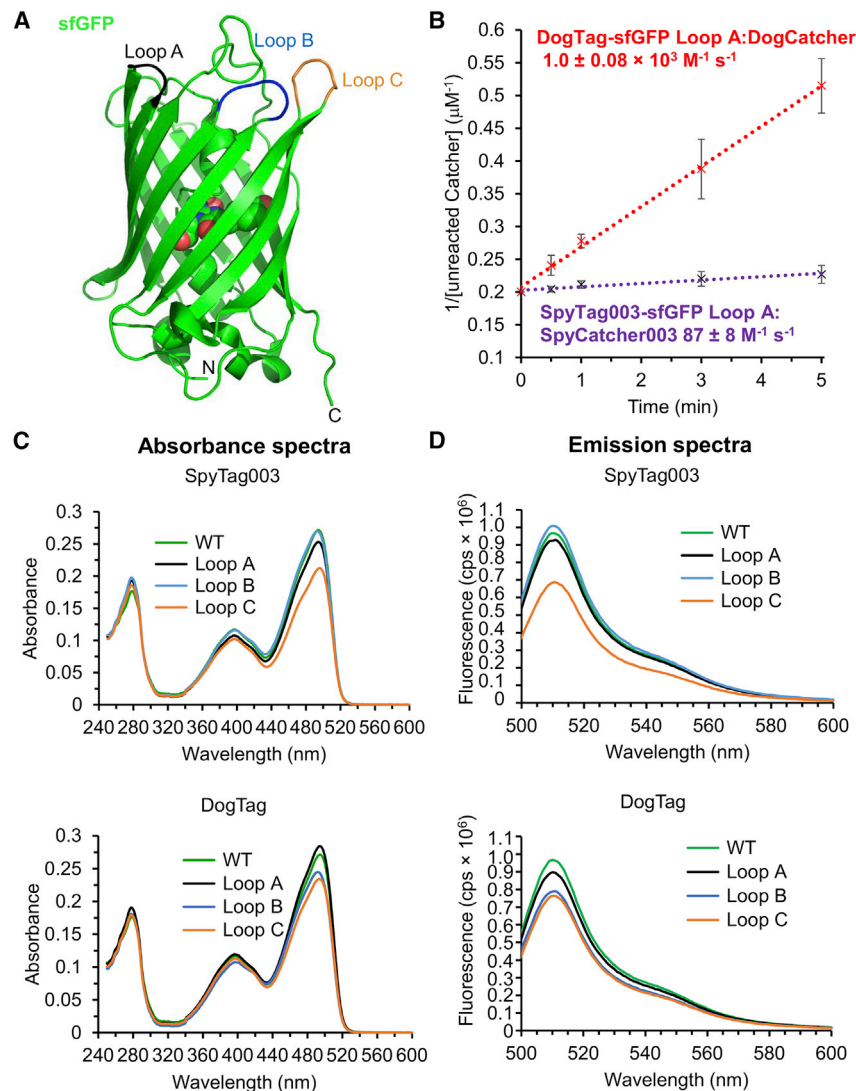 A
sfGFP
Loop A
Loop B
Loop C
N
C
B
DogTag-sfGFP Loop A:DogCatcher
1.0 ± 0.08 × 10³ M⁻¹ s⁻¹
1/[unreacted Catcher] (µM⁻¹)
0.55
0.5
0.45
0.4
0.35
0.3
0.25
0.2
0.15
0.1
SpyTag003-sfGFP Loop A:
SpyCatcher003 87 ± 8 M⁻¹ s⁻¹
0 1 2 3 4 5
Time (min)
C
Absorbance spectra
SpyTag003
Absorbance
0.3
0.25
0.2
0.15
0.1
0.05
0
WT
Loop A
Loop B
Loop C
240 280 320 360 400 440 480 520 560 600
Wavelength (nm)
DogTag
Absorbance
0.3
0.25
0.2
0.15
0.1
0.05
0
WT
Loop A
Loop B
Loop C
240 280 320 360 400 440 480 520 560 600
Wavelength (nm)
D
Emission spectra
SpyTag003
Fluorescence (cps × 10⁶)
1.1
1.0
0.9
0.8
0.7
0.6
0.5
0.4
0.3
0.2
0.1
0
WT
Loop A
Loop B
Loop C
500 520 540 560 580 600
Wavelength (nm)
DogTag
Fluorescence (cps × 10⁶)
1.1
1.0
0.9
0.8
0.7
0.6
0.5
0.4
0.3
0.2
0.1
0
WT
Loop A
Loop B
Loop C
500 520 540 560 580 600
Wavelength (nm)